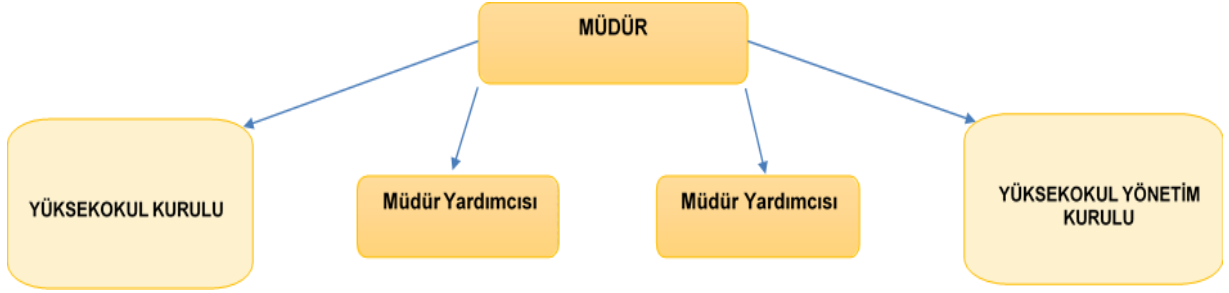 MÜDÜR
YÜKSEKOKUL KURULU
Müdür Yardımcısı
Müdür Yardımcısı
YÜKSEKOKUL YÖNETİM
KURULU